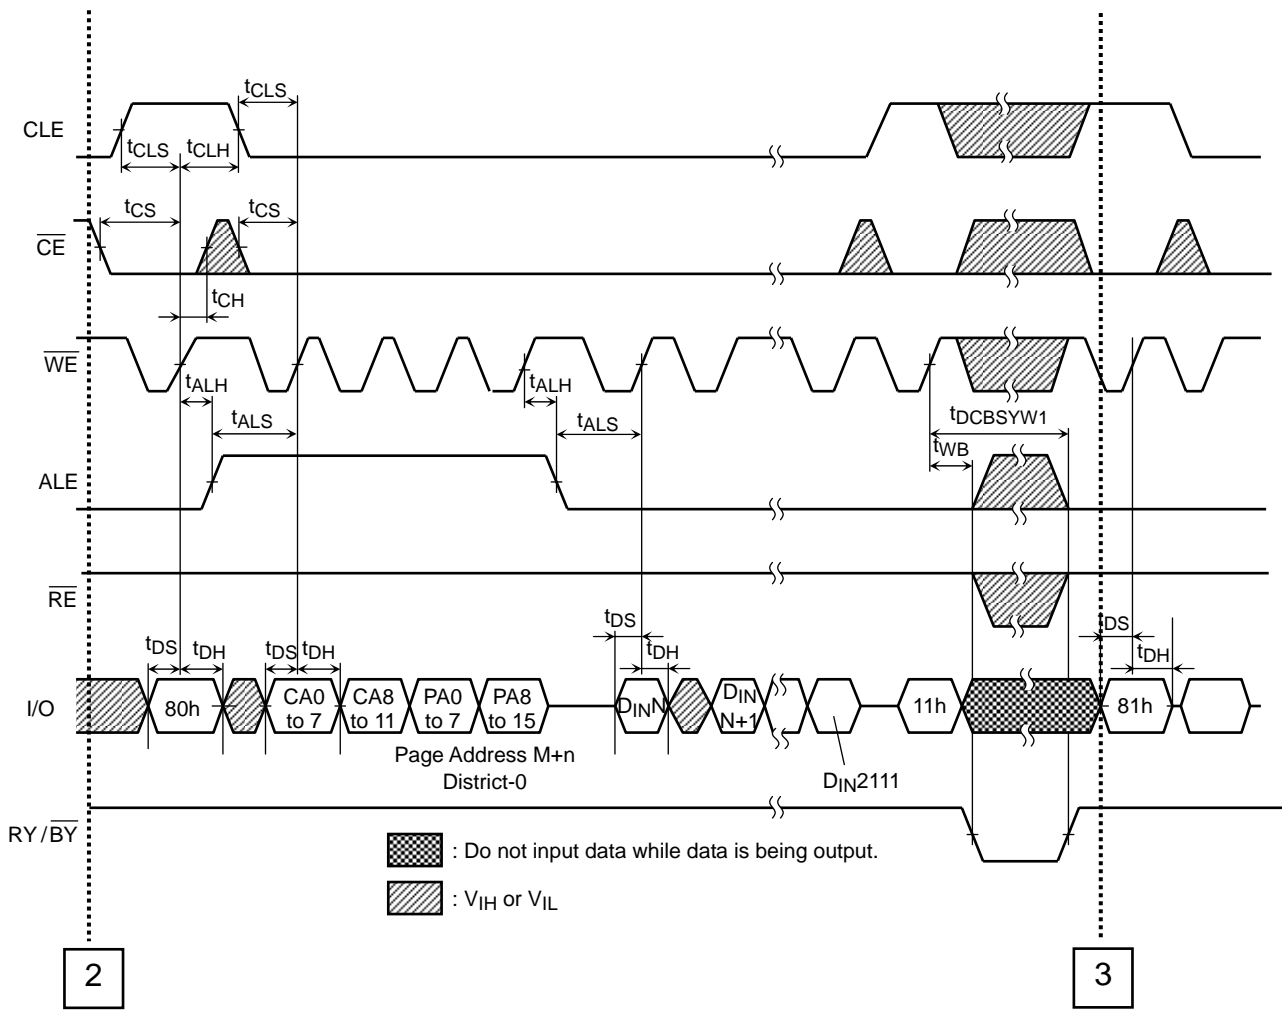 tCLS
CLE
tCLS tCLH
tCS tCS
CE
tCH
WE
tALH tALH
tALS tALS tDCBSYW1
tWB
ALE
RE
tDS tDH tDS tDH tDS tDH DS tDH
I/O 80h CA0 to 7 CA8 to 11 PA0 to 7 PA8 to 15 DINN DIN N+1 11h 81h
Page Address M+n
District-0
DIN2111
RY/BY
: Do not input data while data is being output.
: VIH or VIL
2 3